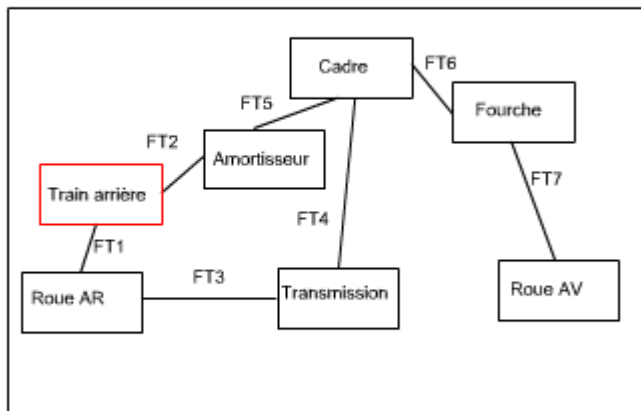 Cadre
FT6
Fourche
FT5
FT2
Amortisseur
Train arrière
FT7
FT4
FT1
FT3
Roue AR
Transmission
Roue AV